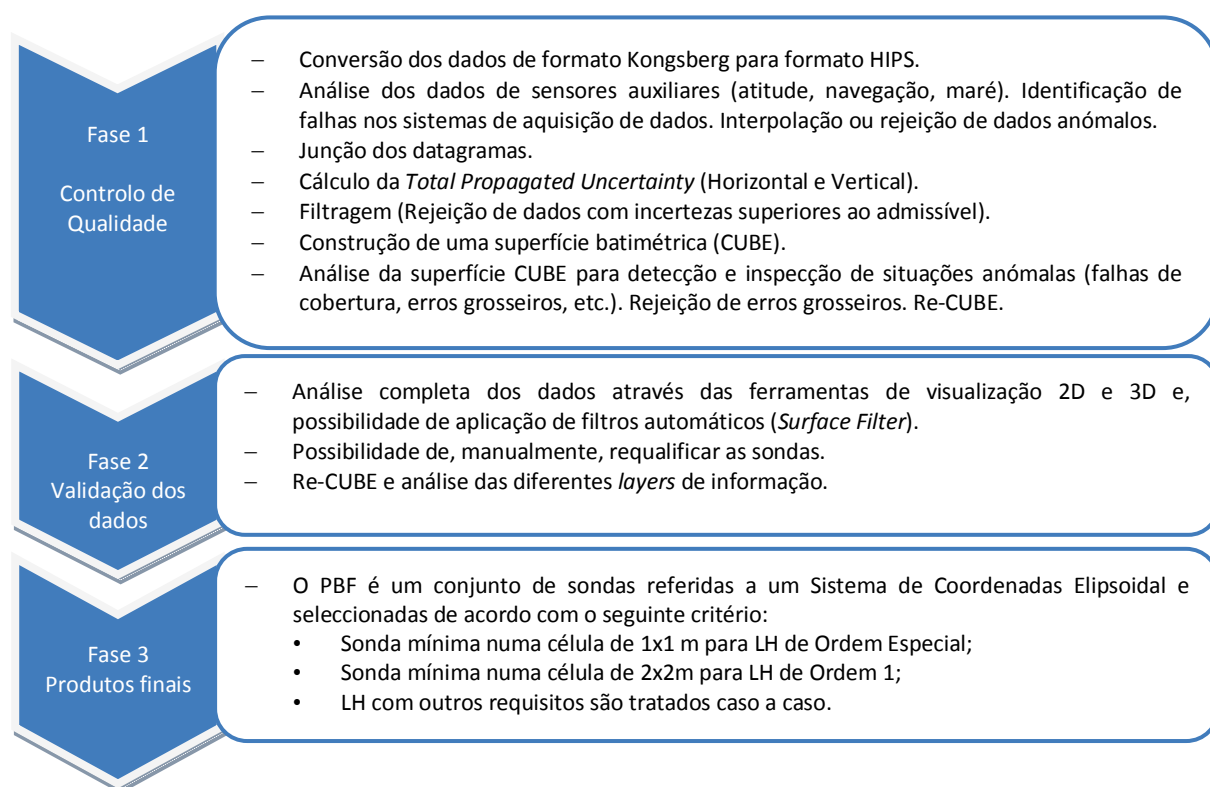 Fase 1
Controlo de
Qualidade
– Conversão dos dados de formato Kongsberg para formato HIPS.
– Análise dos dados de sensores auxiliares (atitude, navegação, maré). Identificação de
falhas nos sistemas de aquisição de dados. Interpolação ou rejeição de dados anómalos.
– Junção dos datagramas.
– Cálculo da Total Propagated Uncertainty (Horizontal e Vertical).
– Filtragem (Rejeição de dados com incertezas superiores ao admissível).
– Construção de uma superfície batimétrica (CUBE).
– Análise da superfície CUBE para detecção e inspecção de situações anómalas (falhas de
cobertura, erros grosseiros, etc.). Rejeição de erros grosseiros. Re-CUBE.
Fase 2
Validação dos
dados
– Análise completa dos dados através das ferramentas de visualização 2D e 3D e,
possibilidade de aplicação de filtros automáticos (Surface Filter).
– Possibilidade de, manualmente, requalificar as sondas.
– Re-CUBE e análise das diferentes layers de informação.
Fase 3
Produtos finais
– O PBF é um conjunto de sondas referidas a um Sistema de Coordenadas Elipsoidal e
seleccionadas de acordo com o seguinte critério:
• Sonda mínima numa célula de 1x1 m para LH de Ordem Especial;
• Sonda mínima numa célula de 2x2m para LH de Ordem 1;
• LH com outros requisitos são tratados caso a caso.